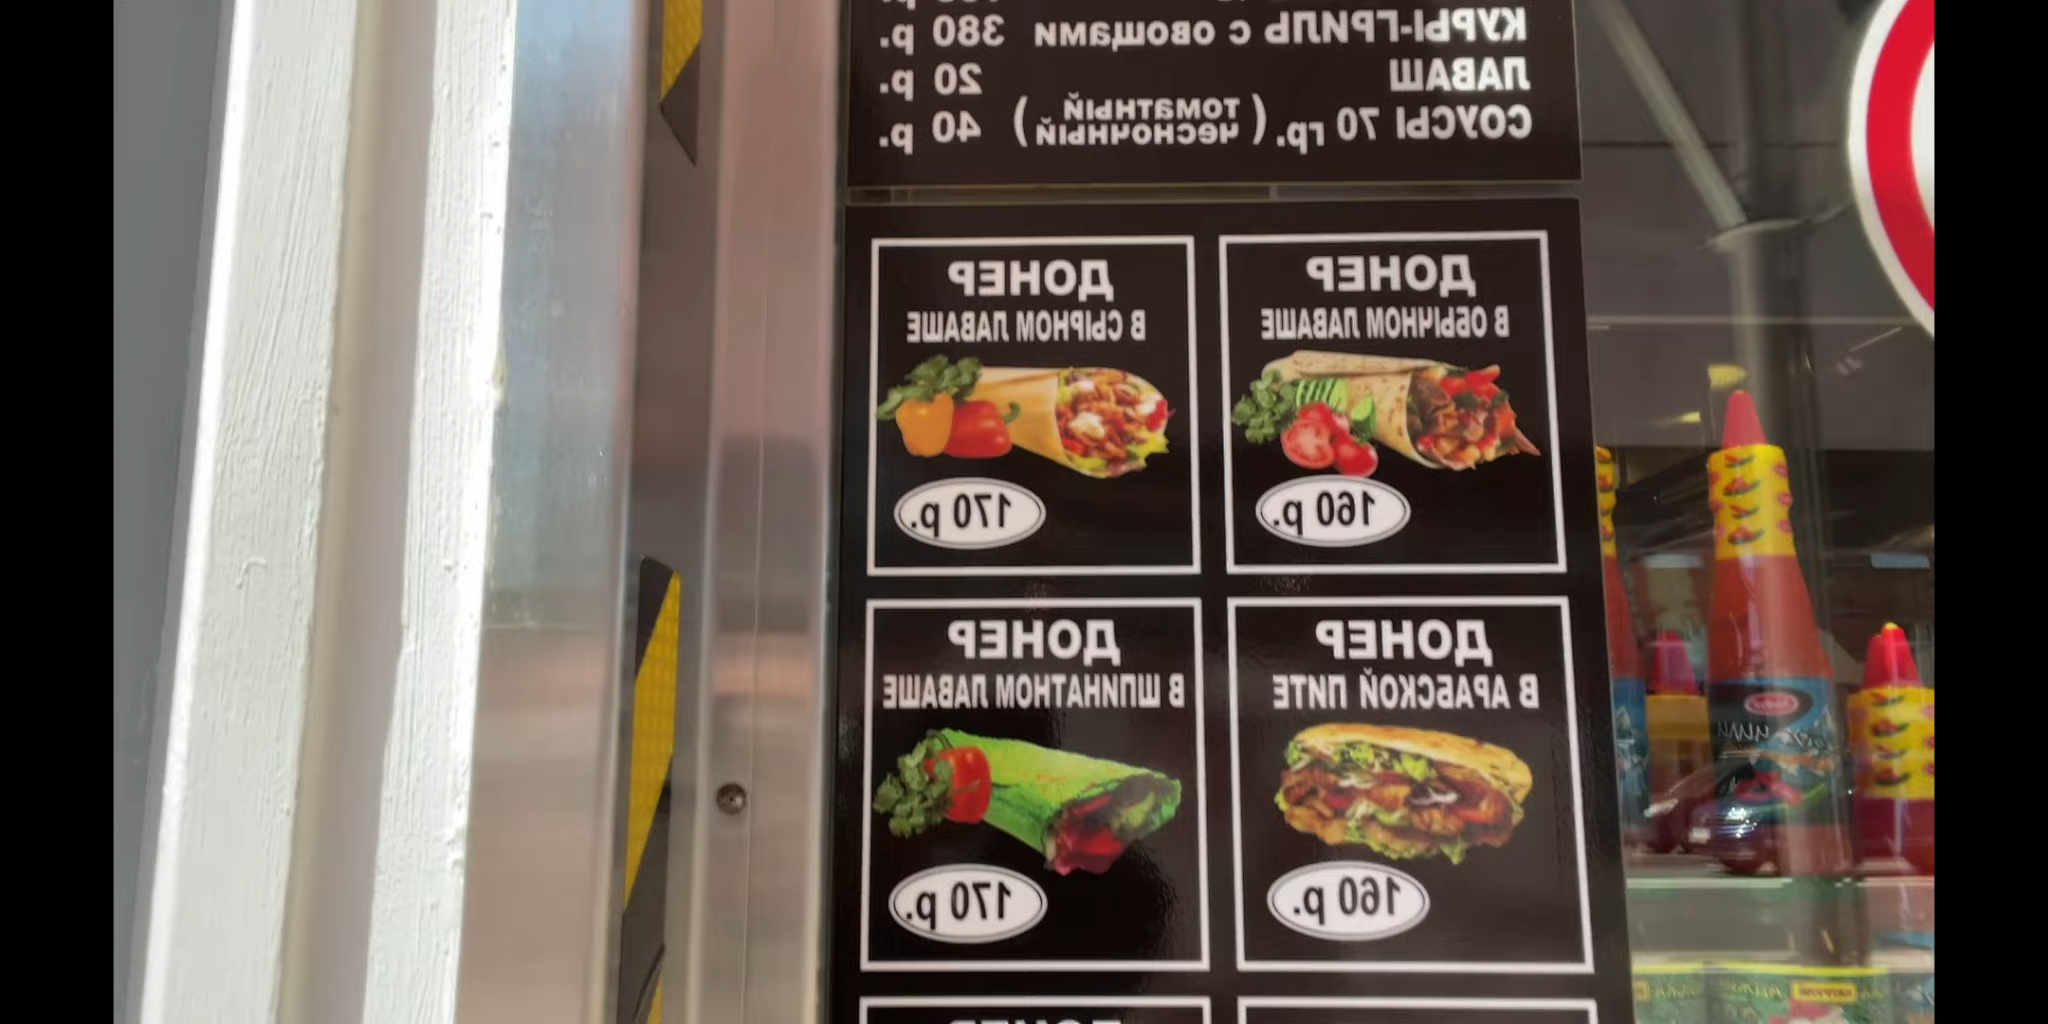 КУРЫ-ГРИЛЬ с овощами 380 р.
ЛАВАШ 20 р.
СОУСЫ 70 гр. (томатный чесночный) 40 р.
ДОНЕР
В ОБЫЧНОМ ЛАВАШЕ
160 р.
ДОНЕР
В СЫРНОМ ЛАВАШЕ
170 р.
ДОНЕР
В АРАБСКОЙ ПИТЕ
160 р.
ДОНЕР
В ШПИНАТНОМ ЛАВАШЕ
170 р.
чили